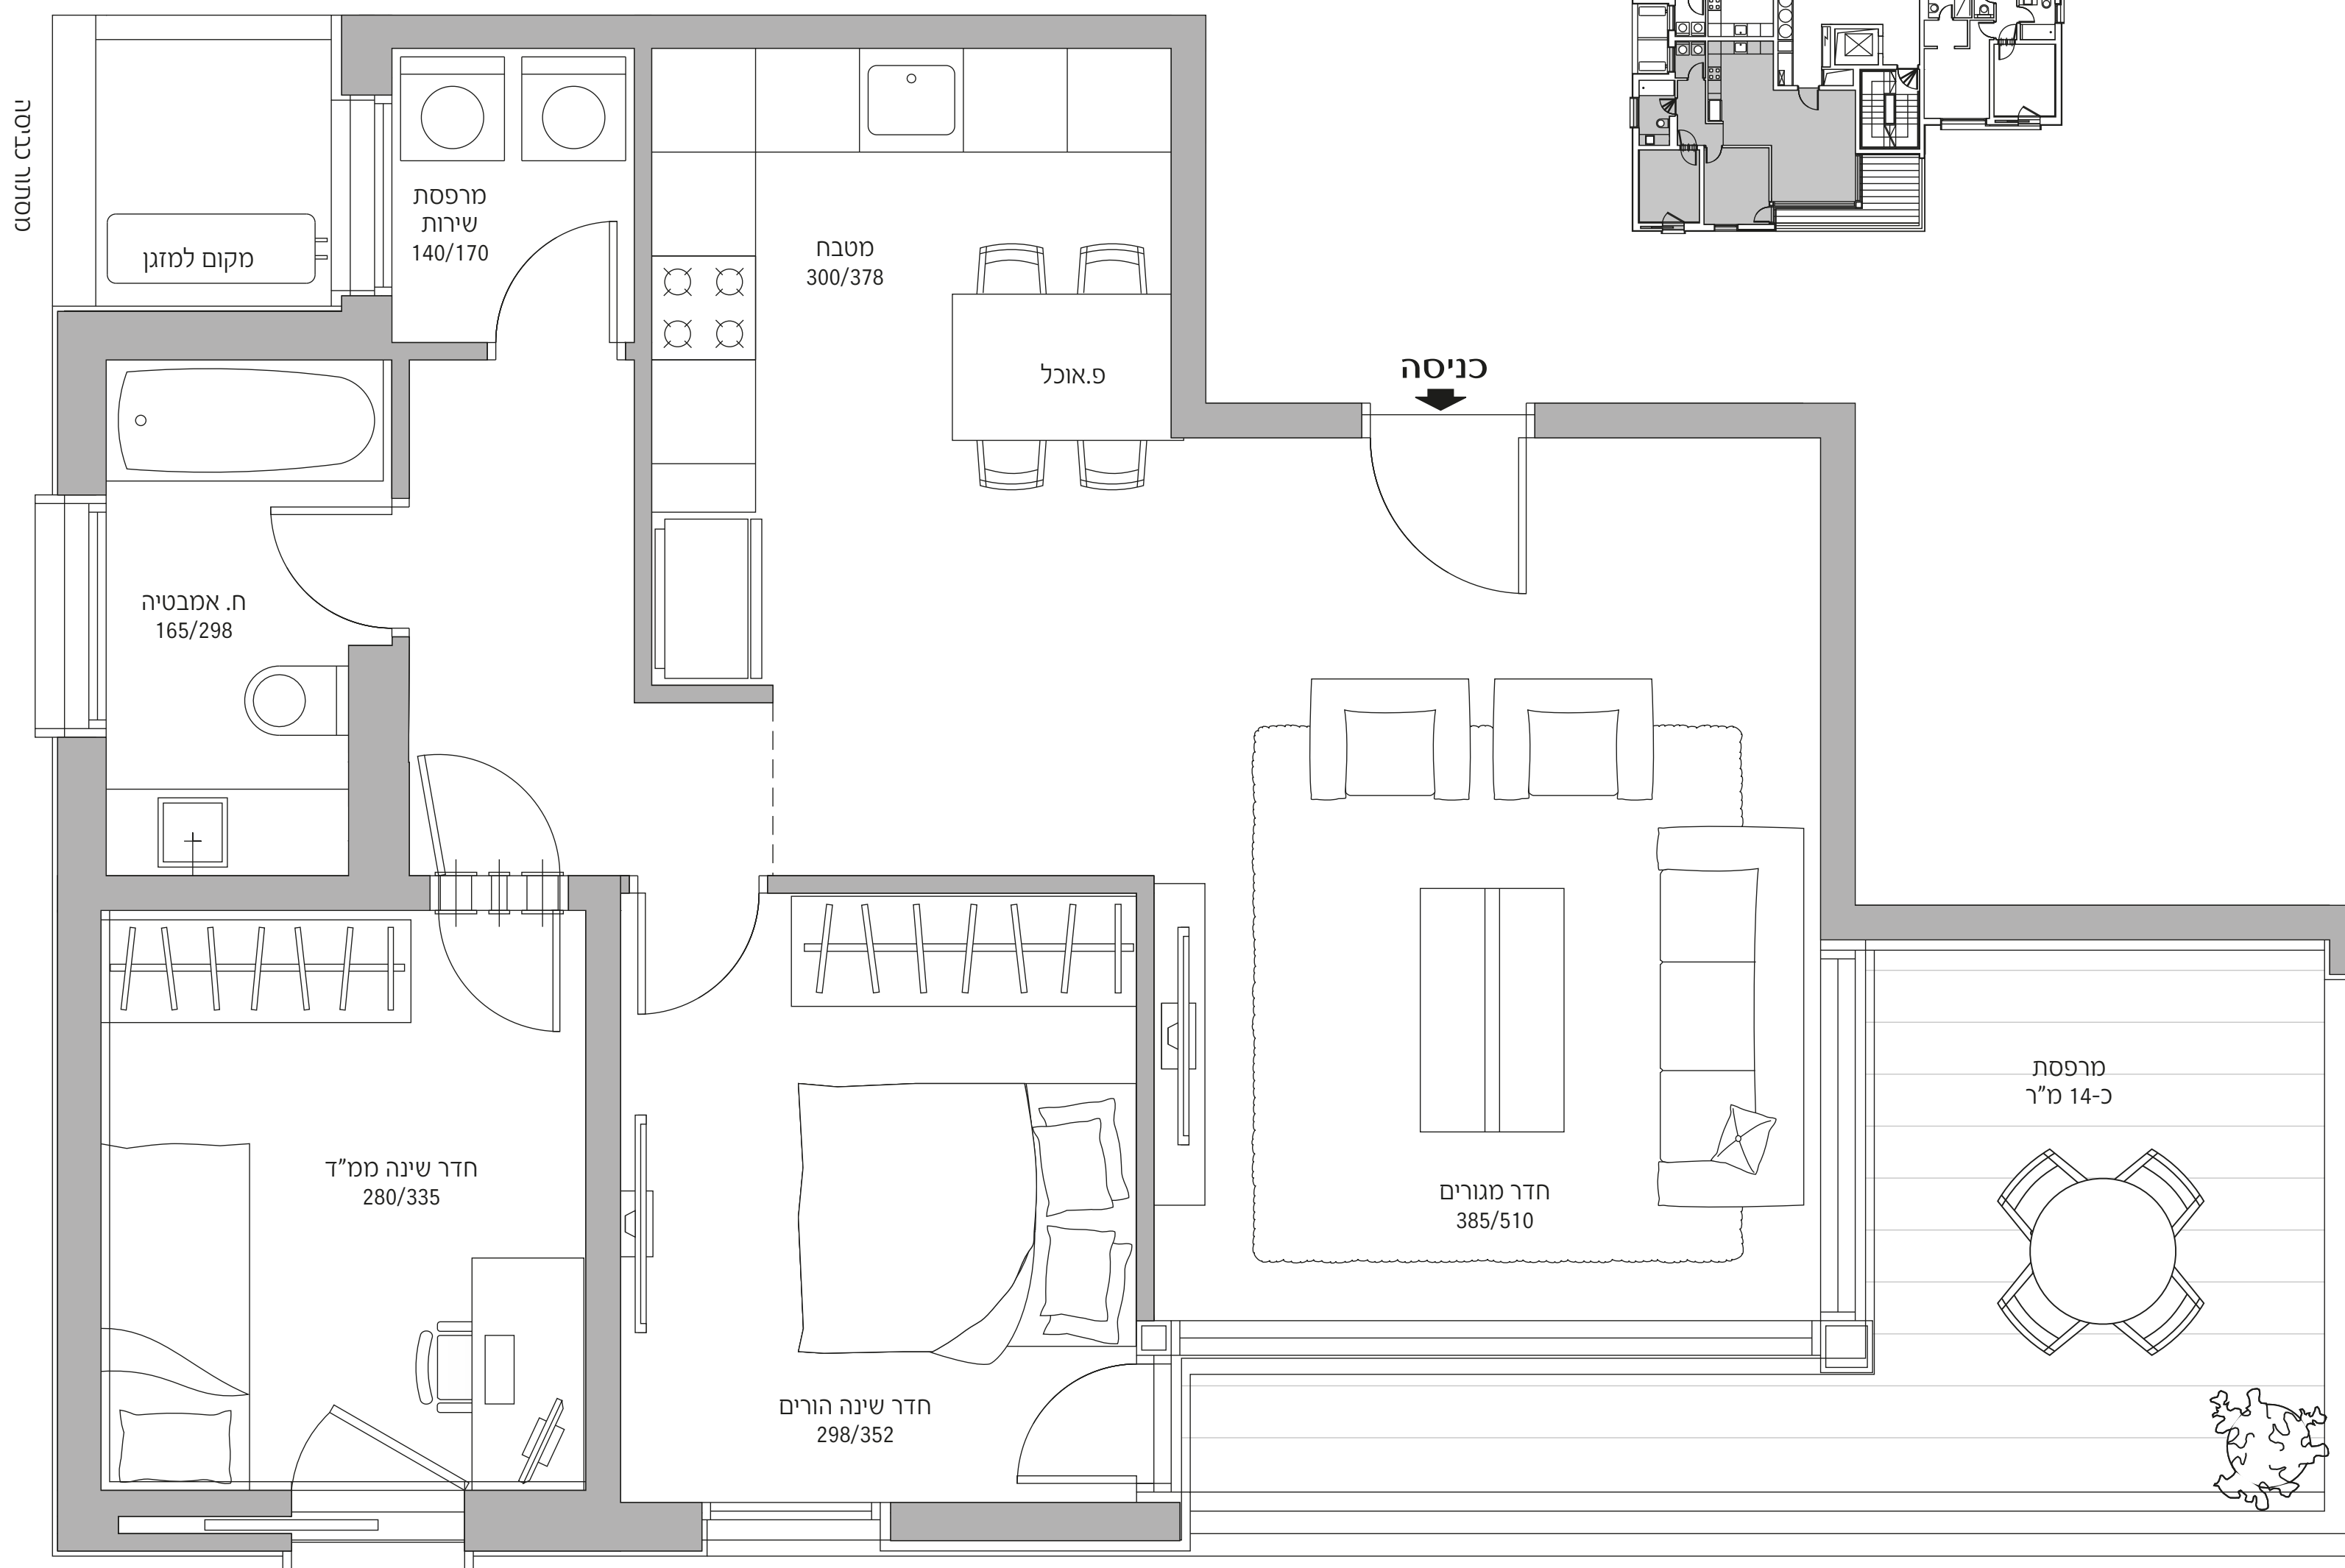 מסתור כביסה
מקום למזגן
מרפסת
שירות
140/170
מטבח
300/378
פ.אוכל
כניסה
ח. אמבטיה
165/298
חדר שינה ממ"ד
280/335
חדר שינה הורים
298/352
חדר מגורים
385/510
מרפסת
כ-14 מ"ר